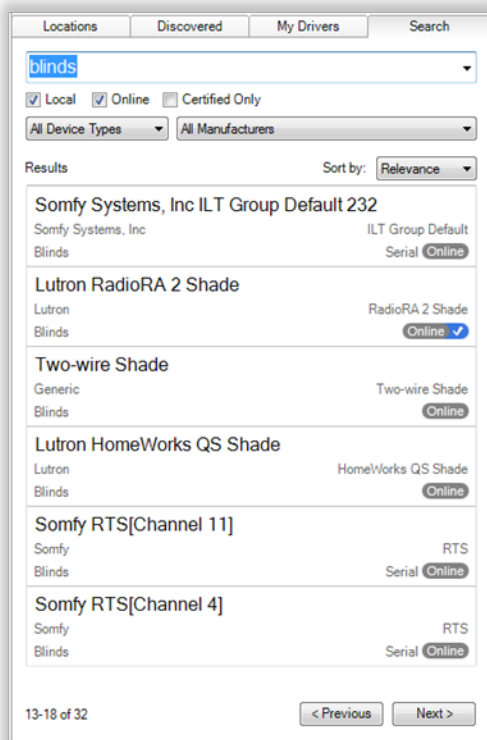 Locations Discovered My Drivers Search
blinds
Local Online Certified Only
All Device Types All Manufacturers
Results Sort by: Relevance
Somfy Systems, Inc ILT Group Default 232
Somfy Systems, Inc ILT Group Default
Blinds Serial Online
Lutron RadioRA 2 Shade
Lutron RadioRA 2 Shade
Blinds Online
Two-wire Shade
Generic Two-wire Shade
Blinds Online
Lutron HomeWorks QS Shade
Lutron HomeWorks QS Shade
Blinds Online
Somfy RTS[Channel 11]
Somfy RTS
Blinds Serial Online
Somfy RTS[Channel 4]
Somfy RTS
Blinds Serial Online
13-18 of 32 < Previous Next >